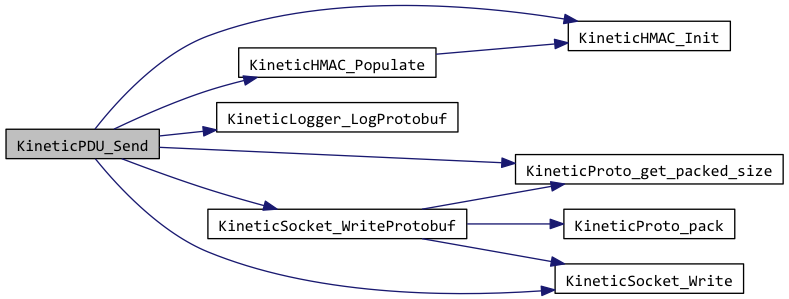 KineticHMAC_Init
KineticHMAC_Populate
KineticLogger_LogProtobuf
KineticPDU_Send
KineticProto_get_packed_size
KineticSocket_WriteProtobuf
KineticProto_pack
KineticSocket_Write